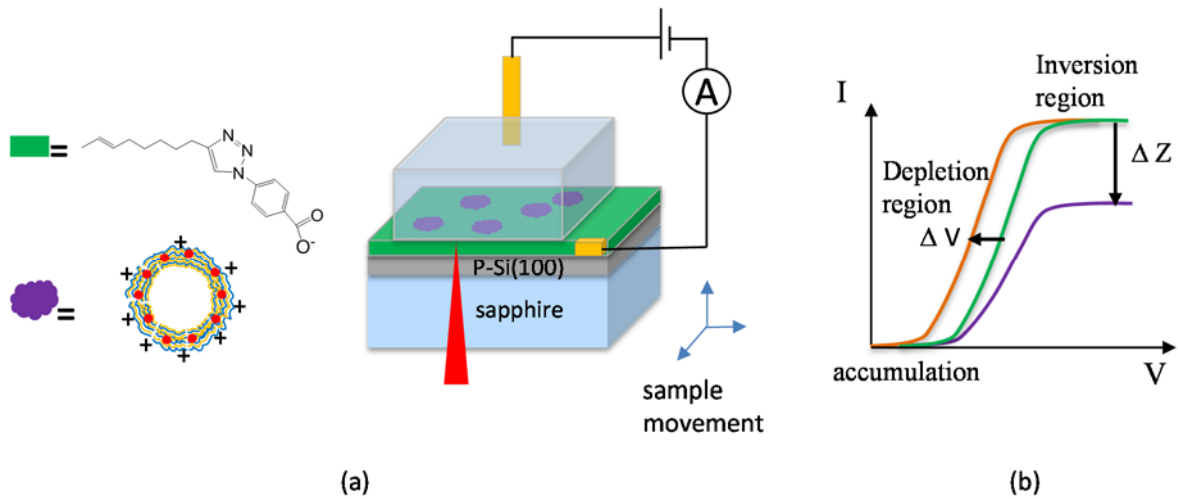 =
N
N
N
O
O-
+
+ +
+ +
+ +
+ +
+
=
A
P-Si(100)
sapphire
sample
movement
(a)
I
Inversion
region
Δ Z
Depletion
region
Δ V
accumulation
V
(b)